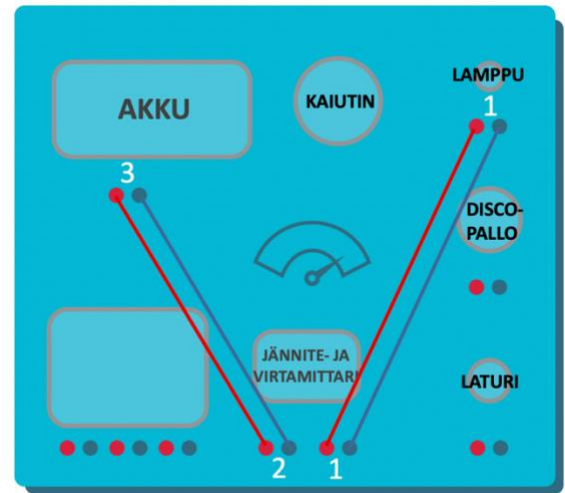 LAMPPU
AKKU
KAIUTIN
1
3
DISCO-
PALLO
JÄNNITE- JA
VIRTAMITTARI
LATURI
2
1